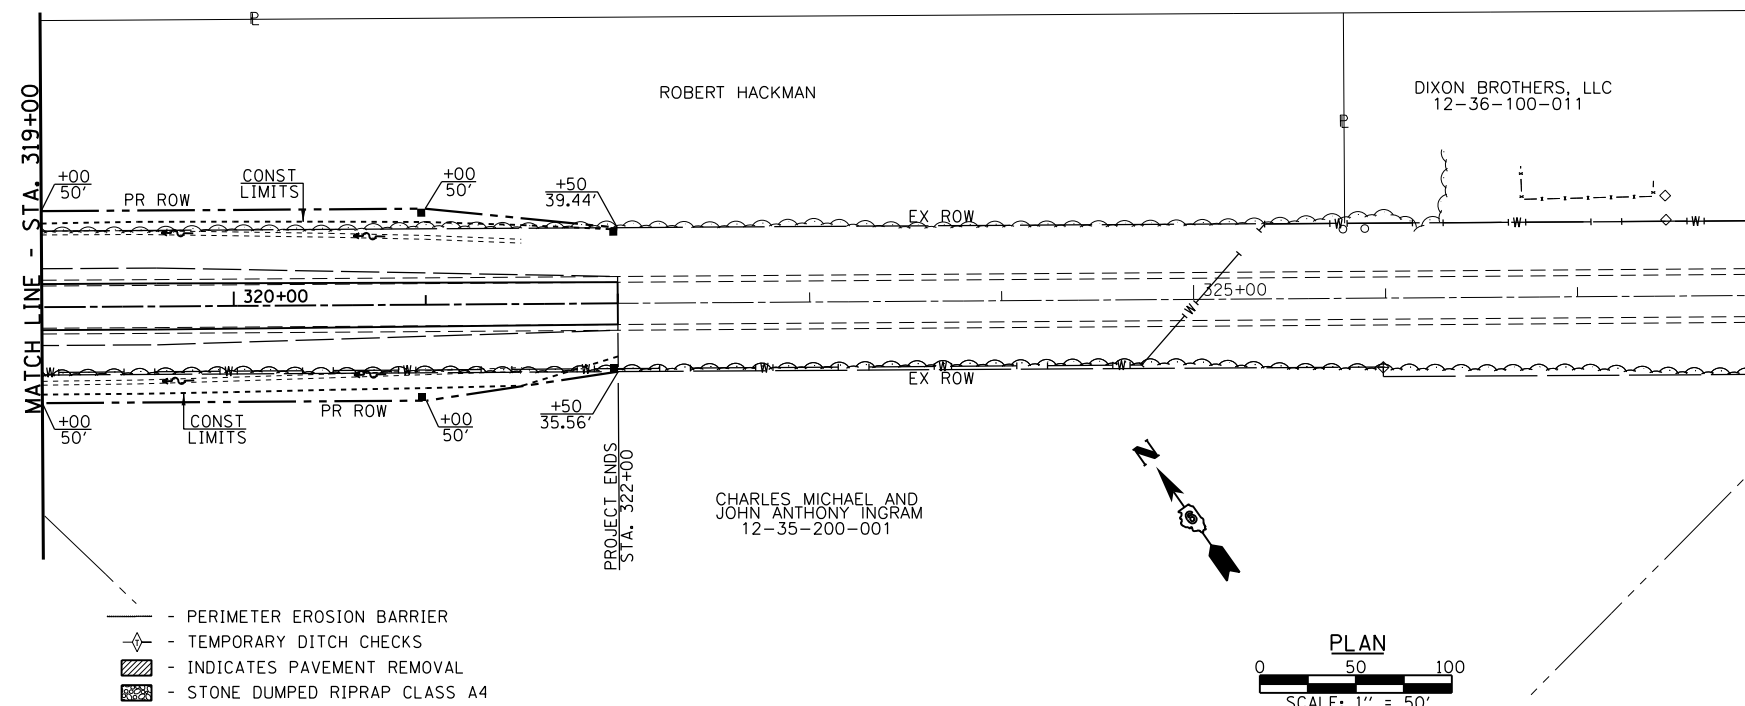 MATCH LINE - STA. 319+00
℄
ROBERT HACKMAN
DIXON BROTHERS, LLC
12-36-100-011
+00
50'
PR ROW
CONST
LIMITS
+00
50'
+50
39.44'
EX ROW
W
W
W
320+00
W
325+00
W
W
W
W
W
W
W
EX ROW
+00
50'
CONST
LIMITS
PR ROW
+00
50'
+50
35.56'
PROJECT ENDS
STA. 322+00
CHARLES MICHAEL AND
JOHN ANTHONY INGRAM
12-35-200-001
N
- PERIMETER EROSION BARRIER
- TEMPORARY DITCH CHECKS
- INDICATES PAVEMENT REMOVAL
- STONE DUMPED RIPRAP CLASS A4
PLAN
0 50 100
SCALE: 1'' = 50'